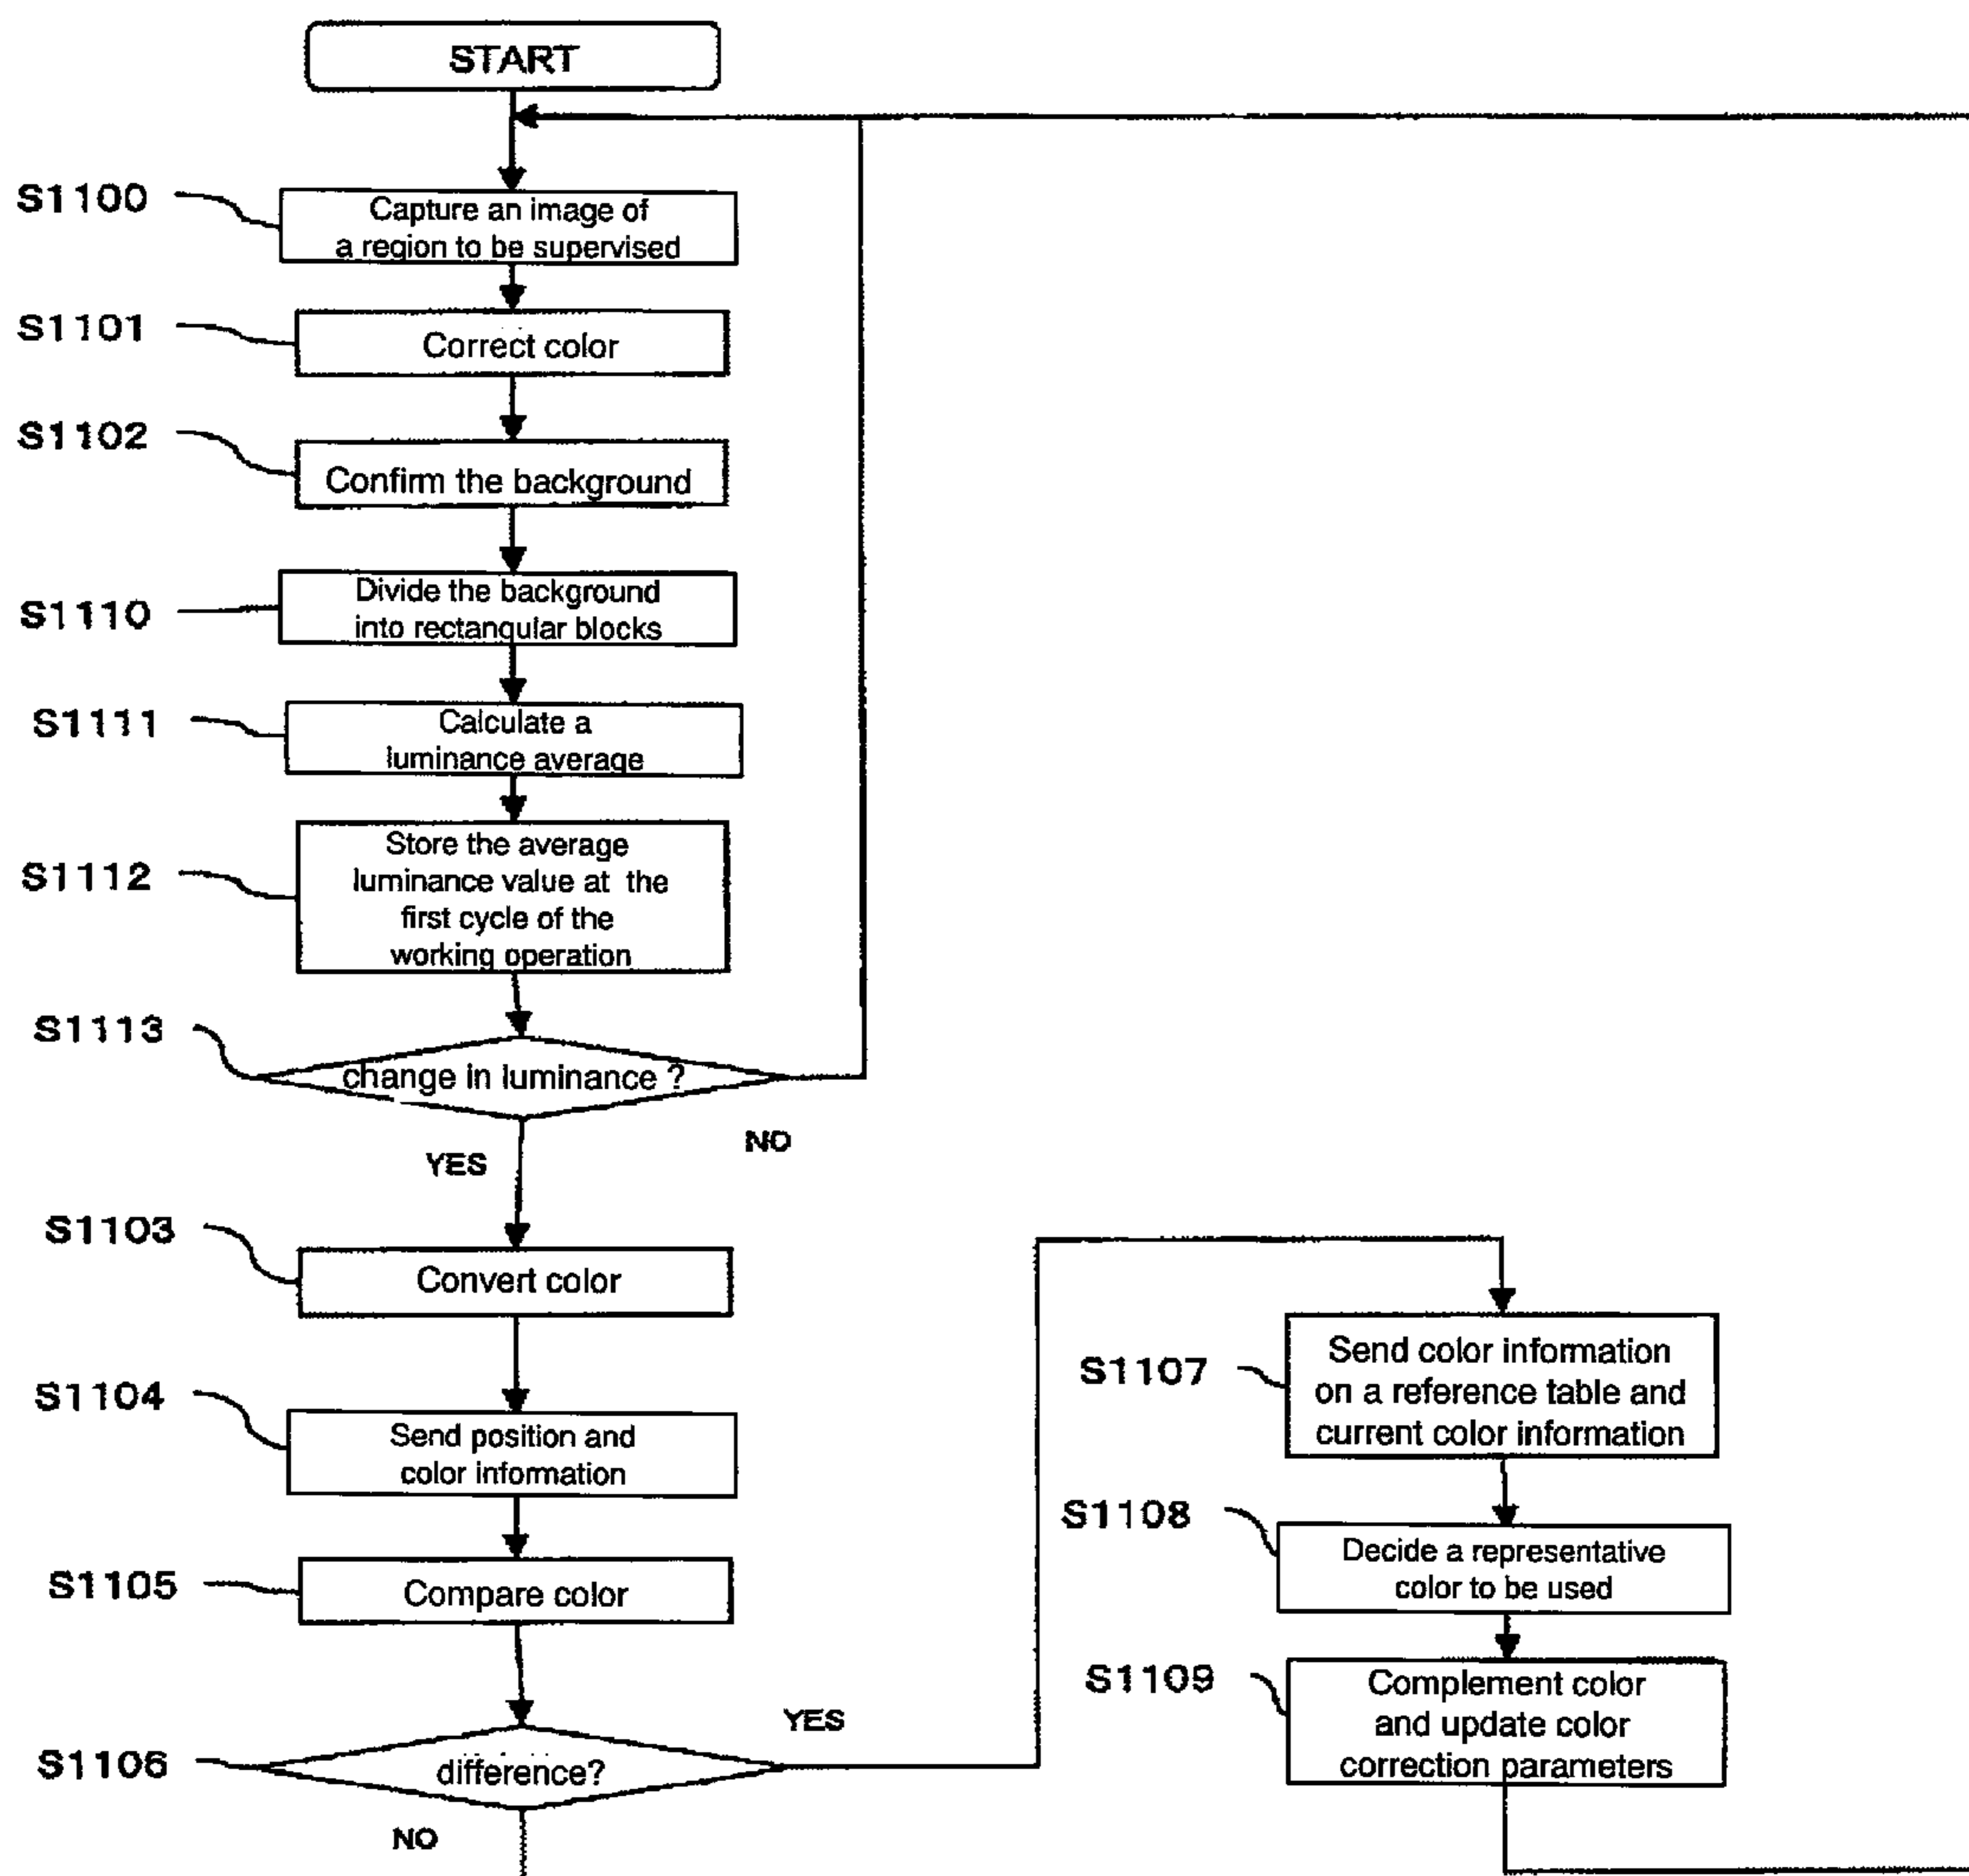 START
S1100
Capture an image of
a region to be supervised
S1101
Correct color
S1102
Confirm the background
S1110
Divide the background
into rectangular blocks
S1111
Calculate a
luminance average
S1112
Store the average
luminance value at the
first cycle of the
working operation
S1113
change in luminance ?
NO
YES
S1103
Convert color
S1104
Send position and
color information
S1105
Compare color
S1106
difference?
YES
NO
S1107
Send color information
on a reference table and
current color information
S1108
Decide a representative
color to be used
S1109
Complement color
and update color
correction parameters